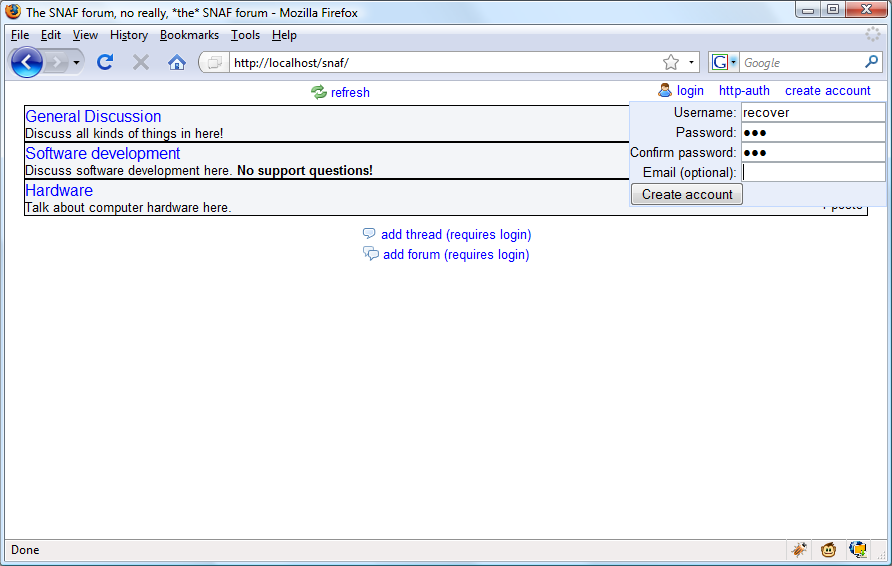 The SNAF forum, no really, *the* SNAF forum - Mozilla Firefox
File Edit View History Bookmarks Tools Help
http://localhost/snaf/
G Google
refresh
login http-auth create account
General Discussion
Discuss all kinds of things in here!
Software development
Discuss software development here. No support questions!
Hardware
Talk about computer hardware here.
Username: recover
Password: ●●●
Confirm password: ●●●
Email (optional):
Create account
posts
add thread (requires login)
add forum (requires login)
Done